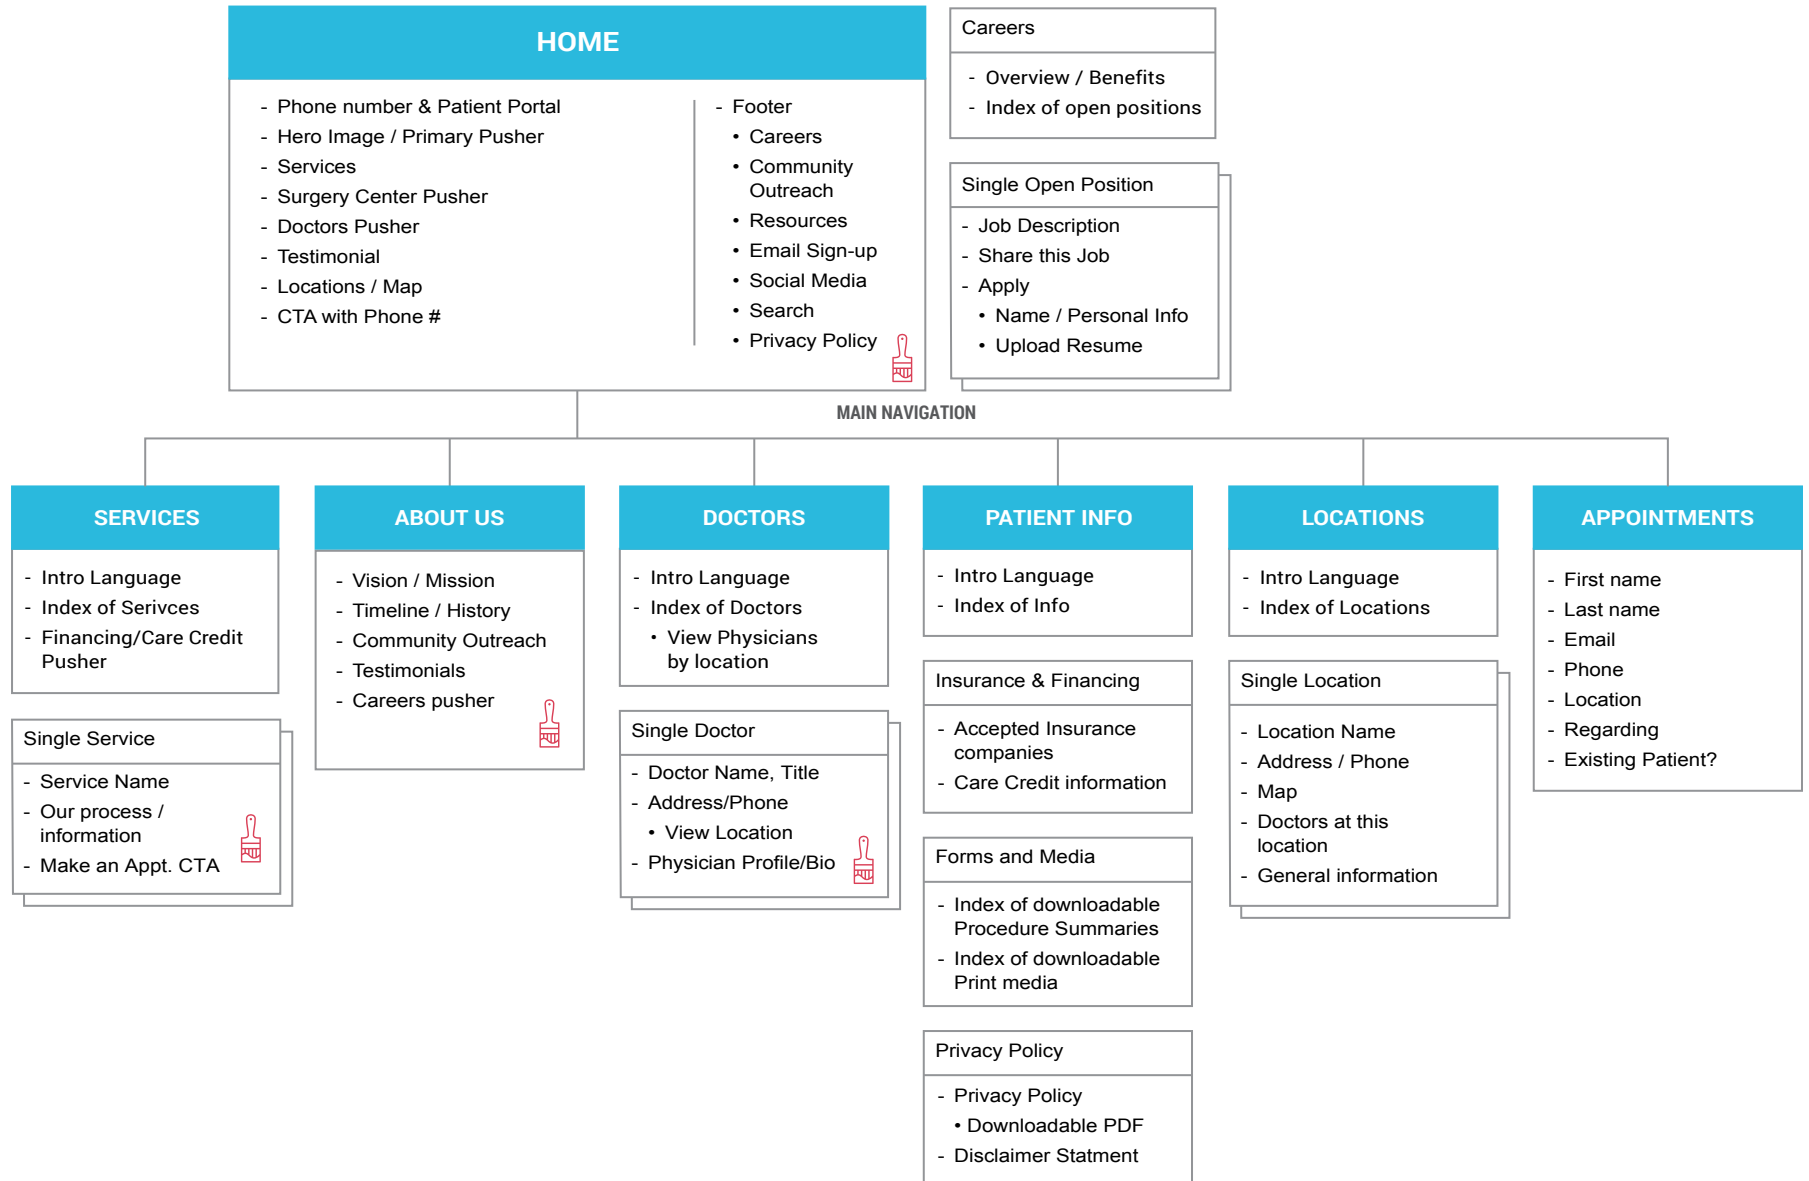 HOME
- Phone number & Patient Portal
- Hero Image / Primary Pusher
- Services
- Surgery Center Pusher
- Doctors Pusher
- Testimonial
- Locations / Map
- CTA with Phone #
- Footer
• Careers
• Community
Outreach
• Resources
• Email Sign-up
• Social Media
• Search
• Privacy Policy
Careers
- Overview / Benefits
- Index of open positions
Single Open Position
- Job Description
- Share this Job
- Apply
• Name / Personal Info
• Upload Resume
MAIN NAVIGATION
SERVICES
- Intro Language
- Index of Serivces
- Financing/Care Credit
Pusher
Single Service
- Service Name
- Our process /
information
- Make an Appt. CTA
ABOUT US
- Vision / Mission
- Timeline / History
- Community Outreach
- Testimonials
- Careers pusher
DOCTORS
- Intro Language
- Index of Doctors
• View Physicians
by location
Single Doctor
- Doctor Name, Title
- Address/Phone
• View Location
- Physician Profile/Bio
PATIENT INFO
- Intro Language
- Index of Info
Insurance & Financing
- Accepted Insurance
companies
- Care Credit information
Forms and Media
- Index of downloadable
Procedure Summaries
- Index of downloadable
Print media
Privacy Policy
- Privacy Policy
• Downloadable PDF
- Disclaimer Statment
LOCATIONS
- Intro Language
- Index of Locations
Single Location
- Location Name
- Address / Phone
- Map
- Doctors at this
location
- General information
APPOINTMENTS
- First name
- Last name
- Email
- Phone
- Location
- Regarding
- Existing Patient?